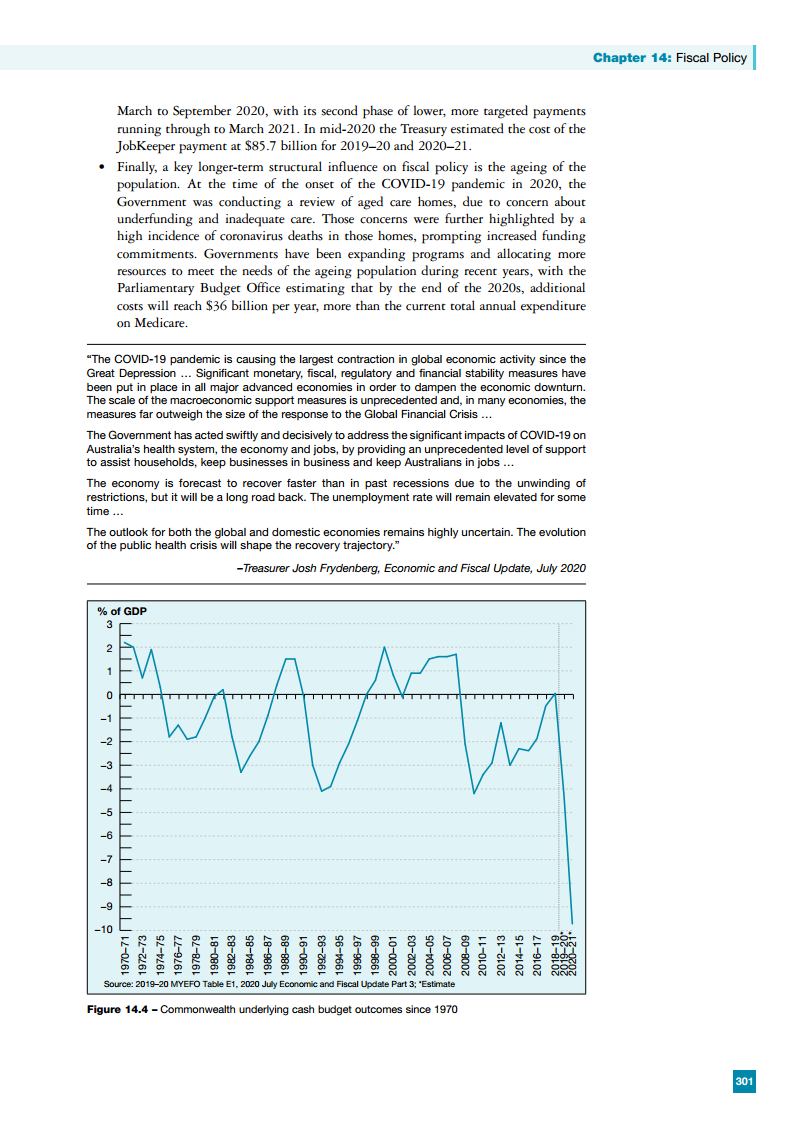 Chapter 14: Fiscal Policy
March to September 2020, with its second phase of lower, more targeted payments
running through to March 2021. In mid-2020 the Treasury estimated the cost of the
JobKeeper payment at $85.7 billion for 2019–20 and 2020–21.
• Finally, a key longer-term structural influence on fiscal policy is the ageing of the
population. At the time of the onset of the COVID-19 pandemic in 2020, the
Government was conducting a review of aged care homes, due to concern about
underfunding and inadequate care. Those concerns were further highlighted by a
high incidence of coronavirus deaths in those homes, prompting increased funding
commitments. Governments have been expanding programs and allocating more
resources to meet the needs of the ageing population during recent years, with the
Parliamentary Budget Office estimating that by the end of the 2020s, additional
costs will reach $36 billion per year, more than the current total annual expenditure
on Medicare.
“The COVID-19 pandemic is causing the largest contraction in global economic activity since the
Great Depression … Significant monetary, fiscal, regulatory and financial stability measures have
been put in place in all major advanced economies in order to dampen the economic downturn.
The scale of the macroeconomic support measures is unprecedented and, in many economies, the
measures far outweigh the size of the response to the Global Financial Crisis …
The Government has acted swiftly and decisively to address the significant impacts of COVID-19 on
Australia’s health system, the economy and jobs, by providing an unprecedented level of support
to assist households, keep businesses in business and keep Australians in jobs …
The economy is forecast to recover faster than in past recessions due to the unwinding of
restrictions, but it will be a long road back. The unemployment rate will remain elevated for some
time …
The outlook for both the global and domestic economies remains highly uncertain. The evolution
of the public health crisis will shape the recovery trajectory.”
–Treasurer Josh Frydenberg, Economic and Fiscal Update, July 2020
% of GDP
3
2
1
0
–1
–2
–3
–4
–5
–6
–7
–8
–9
–10
1970–71
1972–73
1974–75
1976–77
1978–79
1980–81
1982–83
1984–85
1986–87
1988–89
1990–91
1992–93
1994–95
1996–97
1998–99
2000–01
2002–03
2004–05
2006–07
2008–09
2010–11
2012–13
2014–15
2016–17
2018–19
2019–20*
2020–21*
Source: 2019–20 MYEFO Table E1, 2020 July Economic and Fiscal Update Part 3; *Estimate
Figure 14.4 – Commonwealth underlying cash budget outcomes since 1970
301